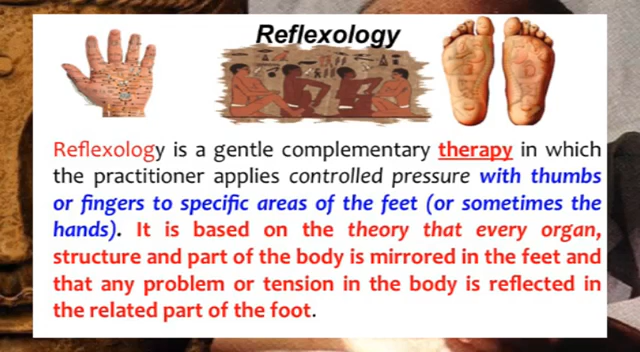 Reflexology
Reflexology is a gentle complementary therapy in which
the practitioner applies controlled pressure with thumbs
or fingers to specific areas of the feet (or sometimes the
hands). It is based on the theory that every organ,
structure and part of the body is mirrored in the feet and
that any problem or tension in the body is reflected in
the related part of the foot.